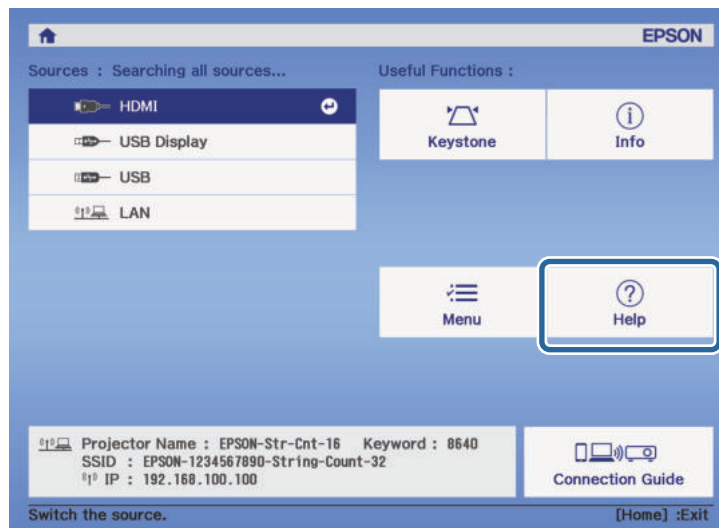 EPSON
Sources : Searching all sources...
HDMI
USB Display
USB
LAN
Useful Functions :
Keystone
Info
Menu
Help
Projector Name : EPSON-Str-Cnt-16 Keyword : 8640
SSID : EPSON-1234567890-String-Count-32
IP : 192.168.100.100
Connection Guide
Switch the source.
[Home] :Exit